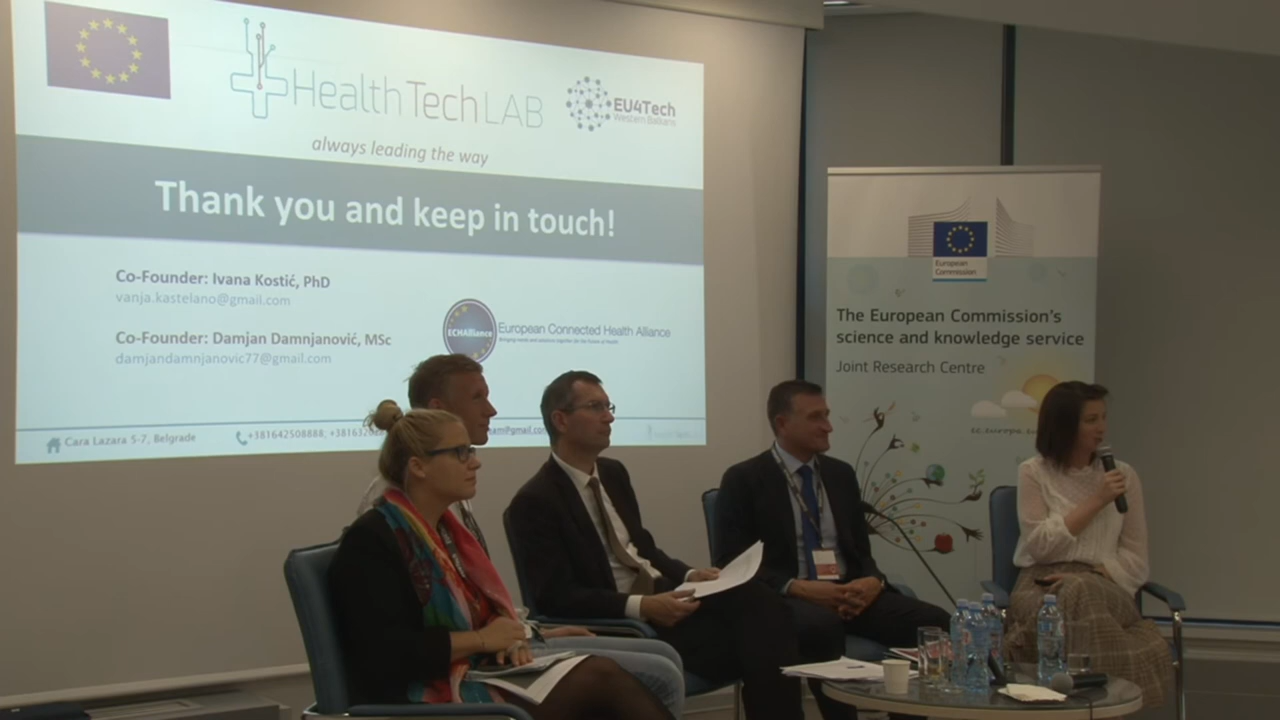 HealthTechLAB
EU4Tech
Western Balkans
always leading the way
Thank you and keep in touch!
Co-Founder: Ivana Kostić, PhD
vanja.kastelano@gmail.com
Co-Founder: Damjan Damnjanović, MSc
damjandamnjanovic77@gmail.com
ECHAlliance
European Connected Health Alliance
Cara Lazara 5-7, Belgrade
+381642508888;
European
Commission
The European Commission's
science and knowledge service
Joint Research Centre